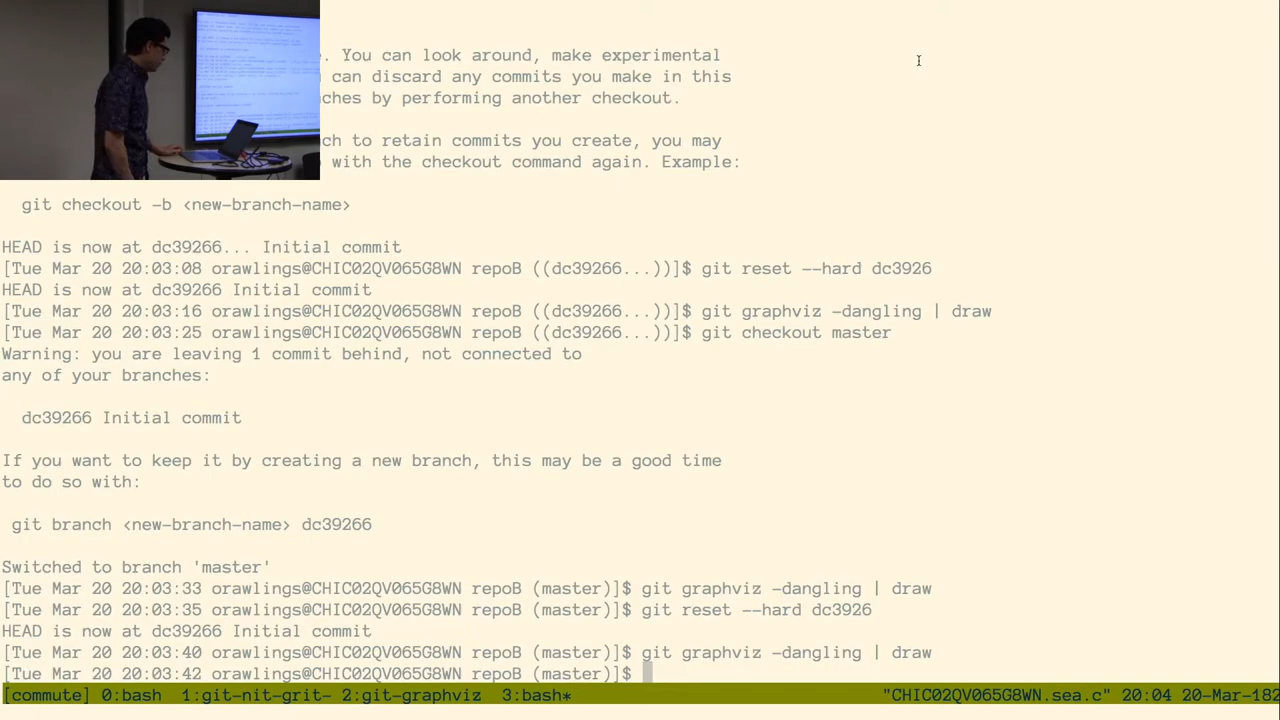 . You can look around, make experimental
can discard any commits you make in this
ches by performing another checkout.
ch to retain commits you create, you may
with the checkout command again. Example:
git checkout -b <new-branch-name>
HEAD is now at dc39266... Initial commit
[Tue Mar 20 20:03:08 orawlings@CHIC02QV065G8WN repoB ((dc39266...))]$ git reset --hard dc3926
HEAD is now at dc39266 Initial commit
[Tue Mar 20 20:03:16 orawlings@CHIC02QV065G8WN repoB ((dc39266...))]$ git graphviz -dangling | draw
[Tue Mar 20 20:03:25 orawlings@CHIC02QV065G8WN repoB ((dc39266...))]$ git checkout master
Warning: you are leaving 1 commit behind, not connected to
any of your branches:
dc39266 Initial commit
If you want to keep it by creating a new branch, this may be a good time
to do so with:
git branch <new-branch-name> dc39266
Switched to branch 'master'
[Tue Mar 20 20:03:33 orawlings@CHIC02QV065G8WN repoB (master)]$ git graphviz -dangling | draw
[Tue Mar 20 20:03:35 orawlings@CHIC02QV065G8WN repoB (master)]$ git reset --hard dc3926
HEAD is now at dc39266 Initial commit
[Tue Mar 20 20:03:40 orawlings@CHIC02QV065G8WN repoB (master)]$ git graphviz -dangling | draw
[Tue Mar 20 20:03:42 orawlings@CHIC02QV065G8WN repoB (master)]$
[commute] 0:bash 1:git-nit-grit- 2:git-graphviz 3:bash* "CHIC02QV065G8WN.sea.c" 20:04 20-Mar-182